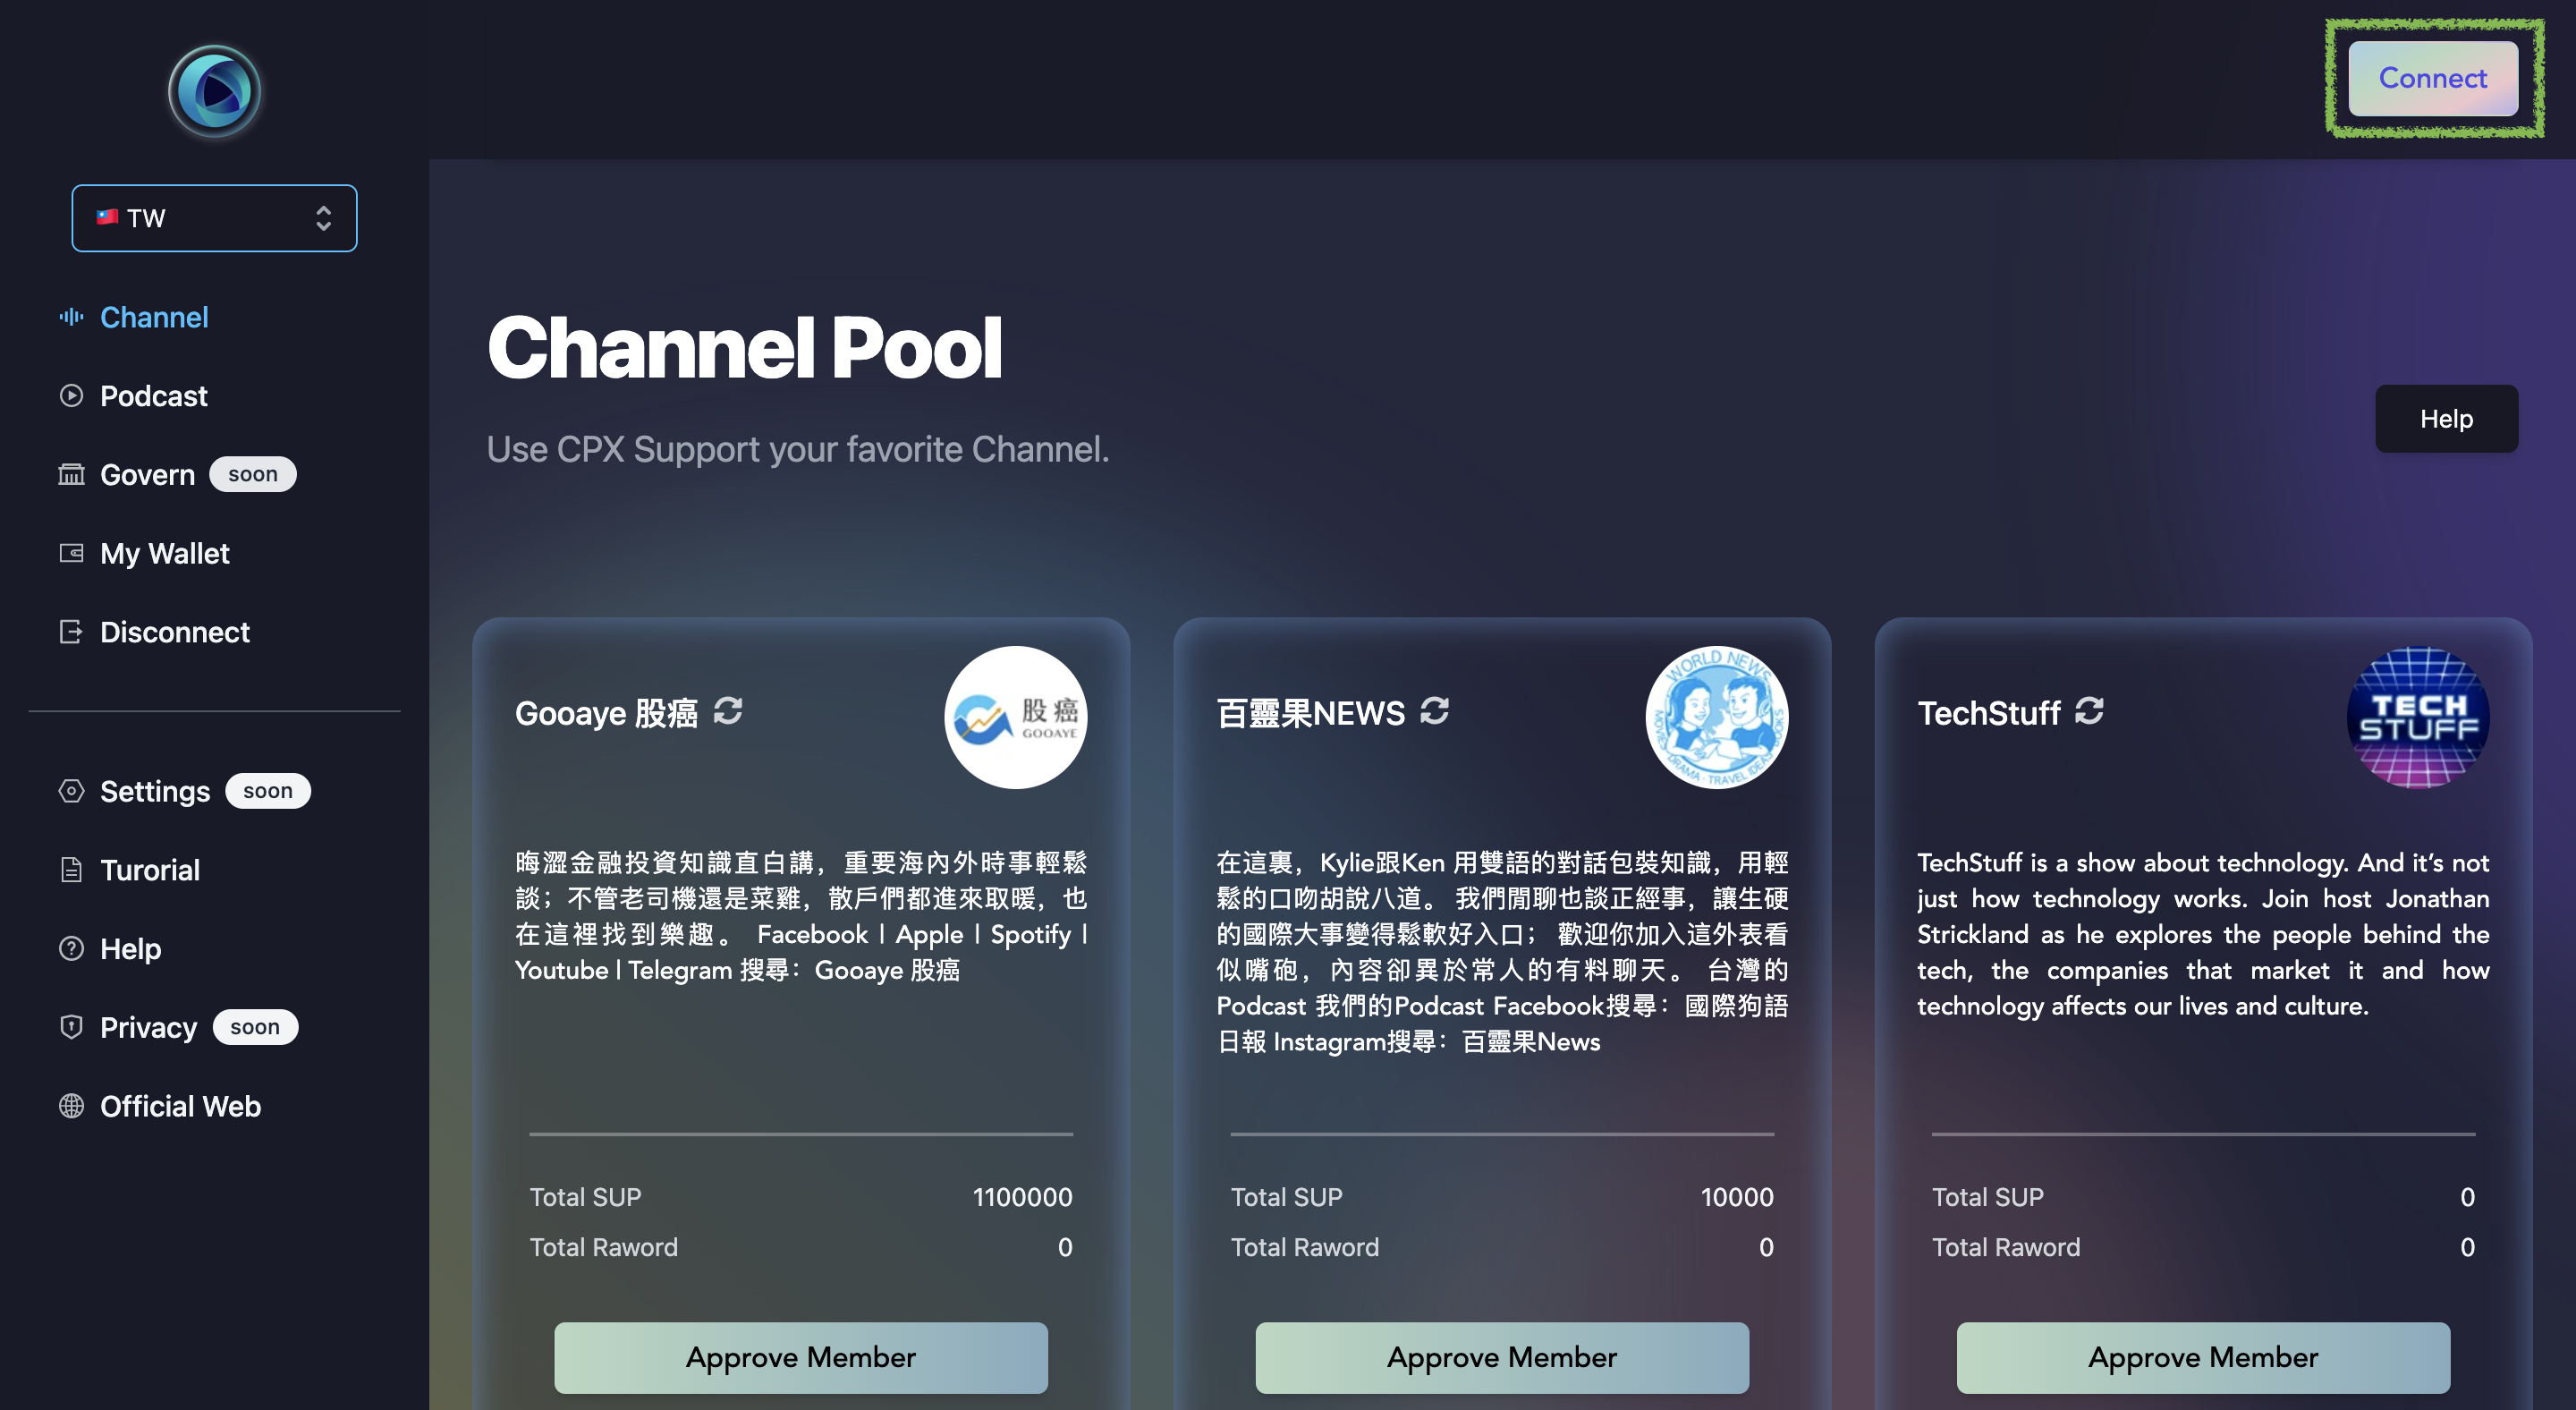 Connect
🇹🇼 TW
Channel
Podcast
Govern soon
My Wallet
Disconnect
Settings soon
Turorial
Help
Privacy soon
Official Web
Channel Pool
Use CPX Support your favorite Channel.
Help
Gooaye 股癌
股癌
GOOAYE
晦澀金融投資知識直白講，重要海內外時事輕鬆
談；不管老司機還是菜雞，散戶們都進來取暖，也
在這裡找到樂趣。 Facebook | Apple | Spotify |
Youtube | Telegram 搜尋：Gooaye 股癌
Total SUP 1100000
Total Raword 0
Approve Member
百靈果NEWS
WORLD NEWS
MOVIES
DRAMA · TRAVEL IDEAS
BOOKS
在這裏，Kylie跟Ken 用雙語的對話包裝知識，用輕
鬆的口吻胡說八道。 我們閒聊也談正經事，讓生硬
的國際大事變得鬆軟好入口； 歡迎你加入這外表看
似嘴砲，內容卻異於常人的有料聊天。 台灣的
Podcast 我們的Podcast Facebook搜尋：國際狗語
日報 Instagram搜尋：百靈果News
Total SUP 10000
Total Raword 0
Approve Member
TechStuff
TECH
STUFF
TechStuff is a show about technology. And it’s not
just how technology works. Join host Jonathan
Strickland as he explores the people behind the
tech, the companies that market it and how
technology affects our lives and culture.
Total SUP 0
Total Raword 0
Approve Member